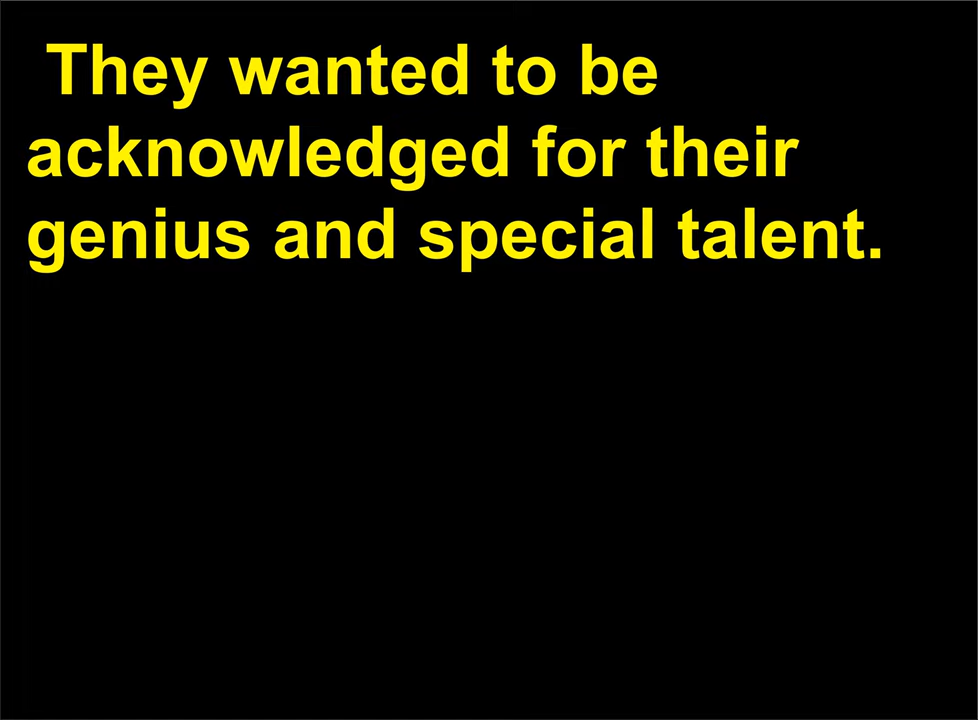 They wanted to be
acknowledged for their
genius and special talent.